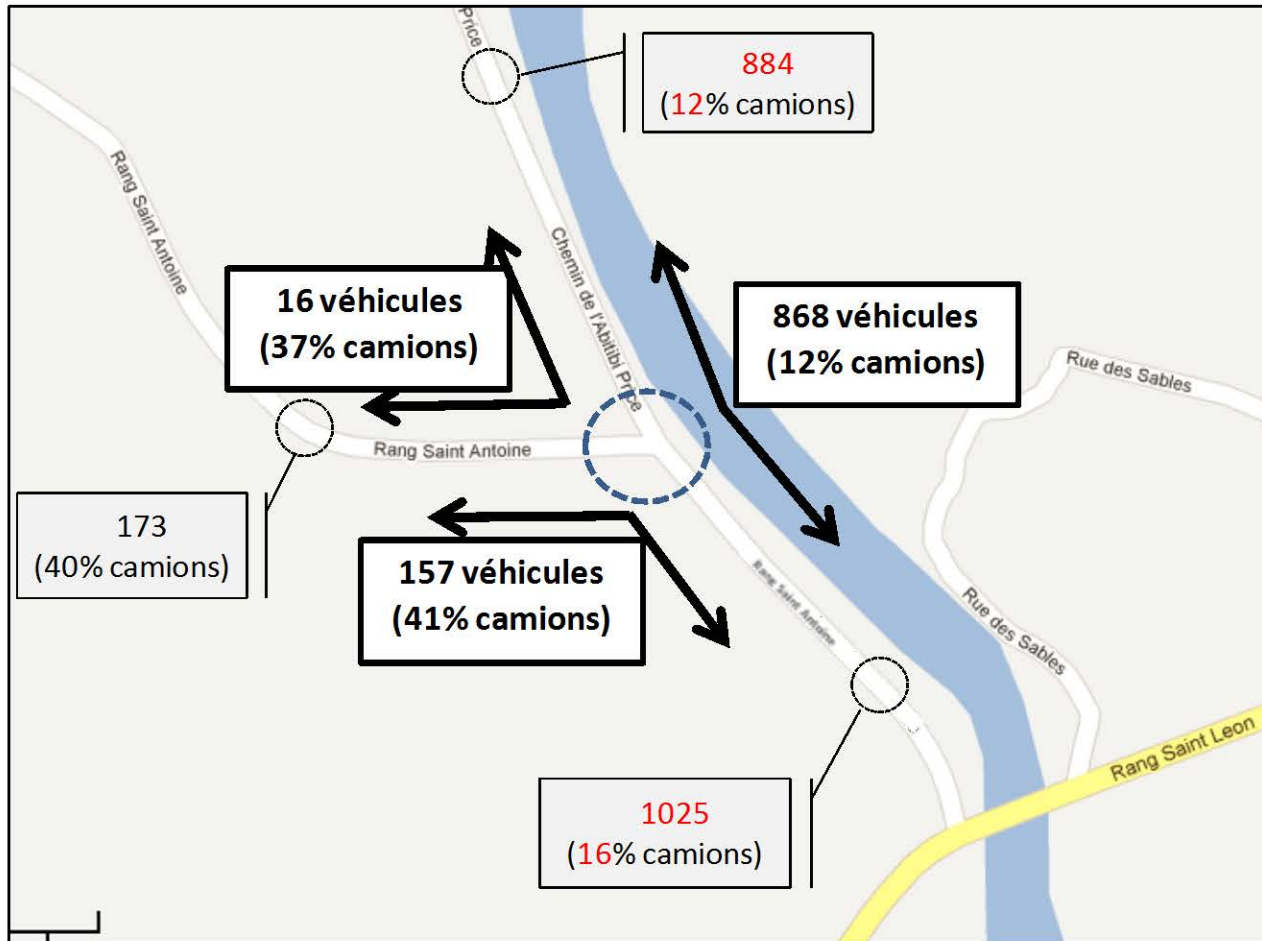 Price
884
(12% camions)
Rang Saint Antoine
Chemin de l'Abitibi Price
16 véhicules
(37% camions)
868 véhicules
(12% camions)
Rue des Sables
Rang Saint Antoine
173
(40% camions)
157 véhicules
(41% camions)
Rang Saint Antoine
Rue des Sables
Rang Saint Leon
1025
(16% camions)